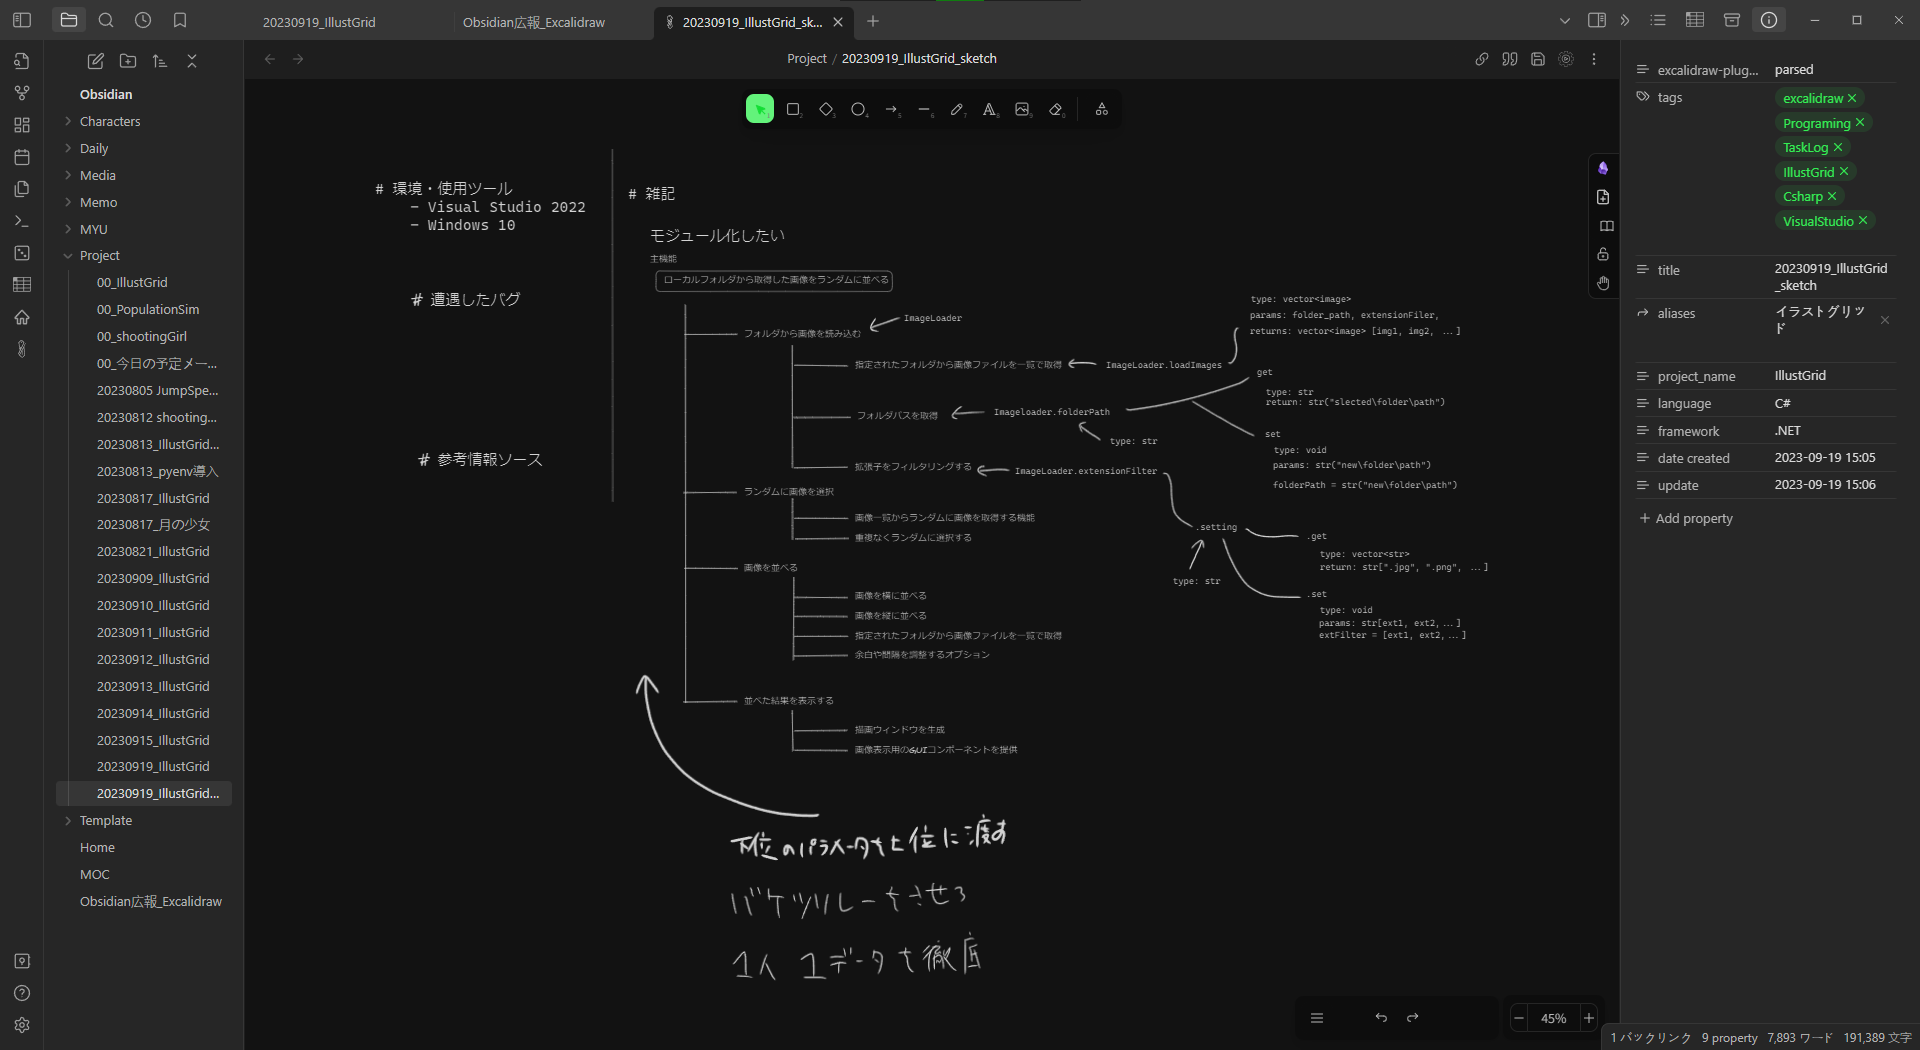 20230919_IllustGrid
Obsidian広報_Excalidraw
20230919_IllustGrid_sk...
Obsidian
Characters
Daily
Media
Memo
MYU
Project
00_IllustGrid
00_PopulationSim
00_shootingGirl
00_今日の予定メー...
20230805 JumpSpe...
20230812 shooting...
20230813_IllustGrid...
20230813_pyenv導入
20230817_IllustGrid
20230817_月の少女
20230821_IllustGrid
20230909_IllustGrid
20230910_IllustGrid
20230911_IllustGrid
20230912_IllustGrid
20230913_IllustGrid
20230914_IllustGrid
20230915_IllustGrid
20230919_IllustGrid
20230919_IllustGrid...
Template
Home
MOC
Obsidian広報_Excalidraw
Project / 20230919_IllustGrid_sketch
# 環境・使用ツール
- Visual Studio 2022
- Windows 10
# 遭遇したバグ
# 参考情報ソース
# 雑記
モジュール化したい
主機能
ローカルフォルダから取得した画像をランダムに並べる
フォルダから画像を読み込む
ImageLoader
指定されたフォルダから画像ファイルを一覧で取得
ImageLoader.loadImages
type: vector<image>
params: folder_path, extensionFiler,
returns: vector<image> [img1, img2, ...]
フォルダパスを取得
Imageloader.folderPath
type: str
get
type: str
return: str("slected\folder\path")
set
type: void
params: str("new\folder\path")
folderPath = str("new\folder\path")
拡張子をフィルタリングする
ImageLoader.extensionFilter
.setting
type: str
.get
type: vector<str>
return: str[".jpg", ".png", ...]
.set
type: void
params: str[ext1, ext2,...]
extFilter = [ext1, ext2,...]
ランダムに画像を選択
画像一覧からランダムに画像を取得する機能
重複なくランダムに選択する
画像を並べる
画像を横に並べる
画像を縦に並べる
指定されたフォルダから画像ファイルを一覧で取得
余白や間隔を調整するオプション
並べた結果を表示する
描画ウィンドウを生成
画像表示用のGUIコンポーネントを提供
下位のパラメータを上位に渡す
バケツリレーをさせる
1人 1データを徹底
45%
excalidraw-plug...
parsed
tags
excalidraw
Programing
TaskLog
IllustGrid
Csharp
VisualStudio
title
20230919_IllustGrid
_sketch
aliases
イラストグリッ
ド
project_name
IllustGrid
language
C#
framework
.NET
date created
2023-09-19 15:05
update
2023-09-19 15:06
Add property
1 バックリンク 9 property 7,893 ワード 191,389 文字